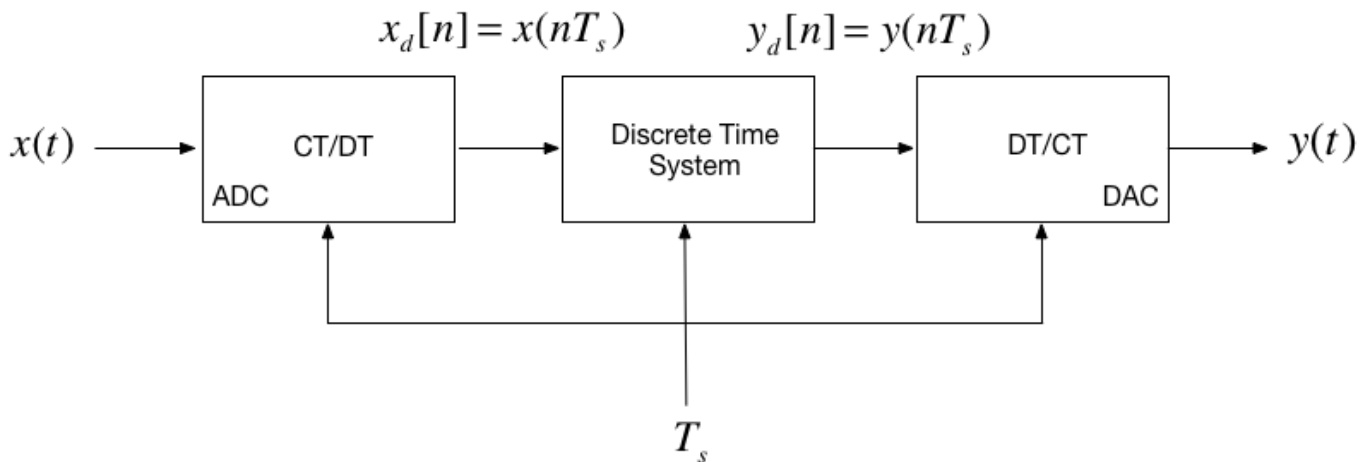 x_d[n] = x(nT_s)
y_d[n] = y(nT_s)
x(t)
CT/DT
ADC
Discrete Time
System
DT/CT
DAC
y(t)
T_s